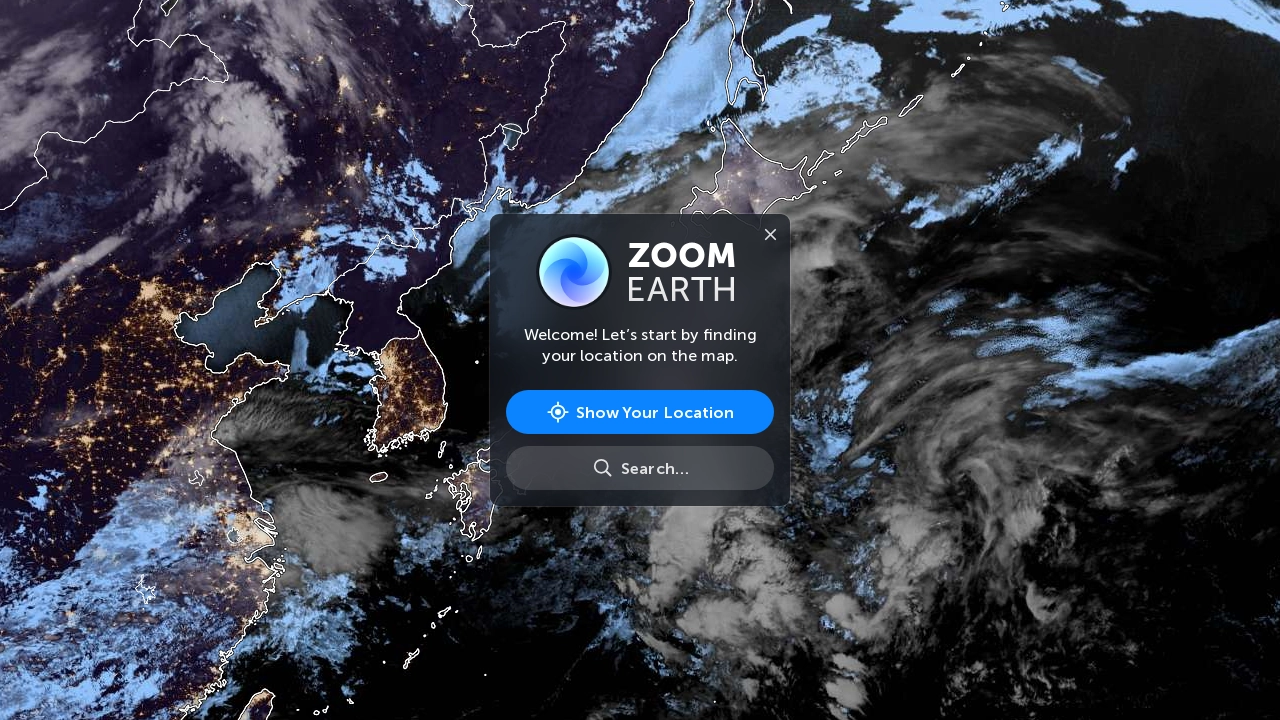 ZOOM
EARTH
Welcome! Let’s start by finding
your location on the map.
Show Your Location
Search...